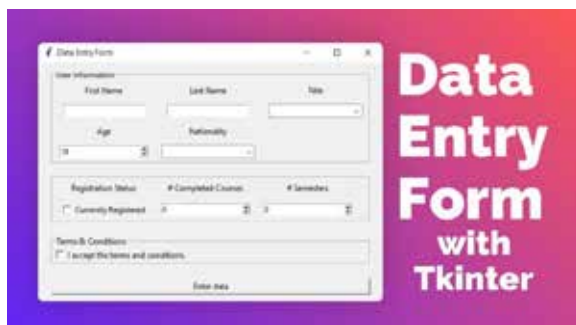 Data Entry Form
User Information
First Name Last Name Title
Age Nationality
18
Registration Status # Completed Courses # Semesters
Currently Registered 0 0
Terms & Conditions
I accept the terms and conditions.
Enter data
Data
Entry
Form
with
Tkinter